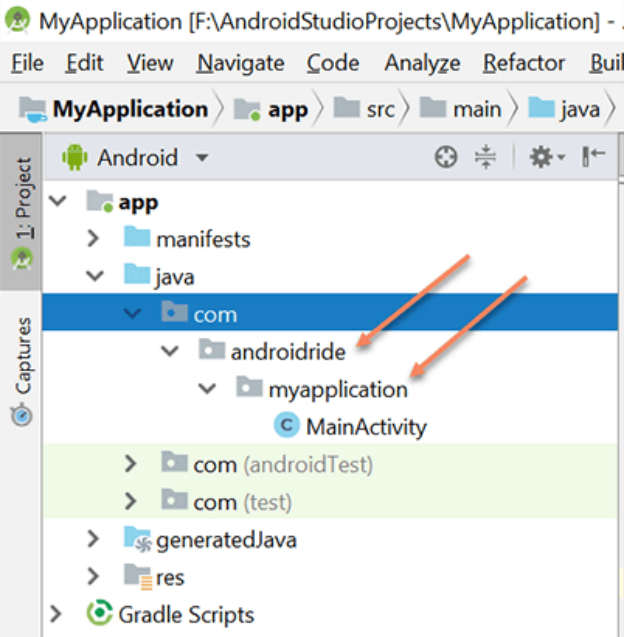 MyApplication [F:\AndroidStudioProjects\MyApplication] -
File Edit View Navigate Code Analyze Refactor
MyApplication app src main java
1: Project
Captures
Android
app
manifests
java
com
androidride
myapplication
C MainActivity
com (androidTest)
com (test)
generatedJava
res
Gradle Scripts